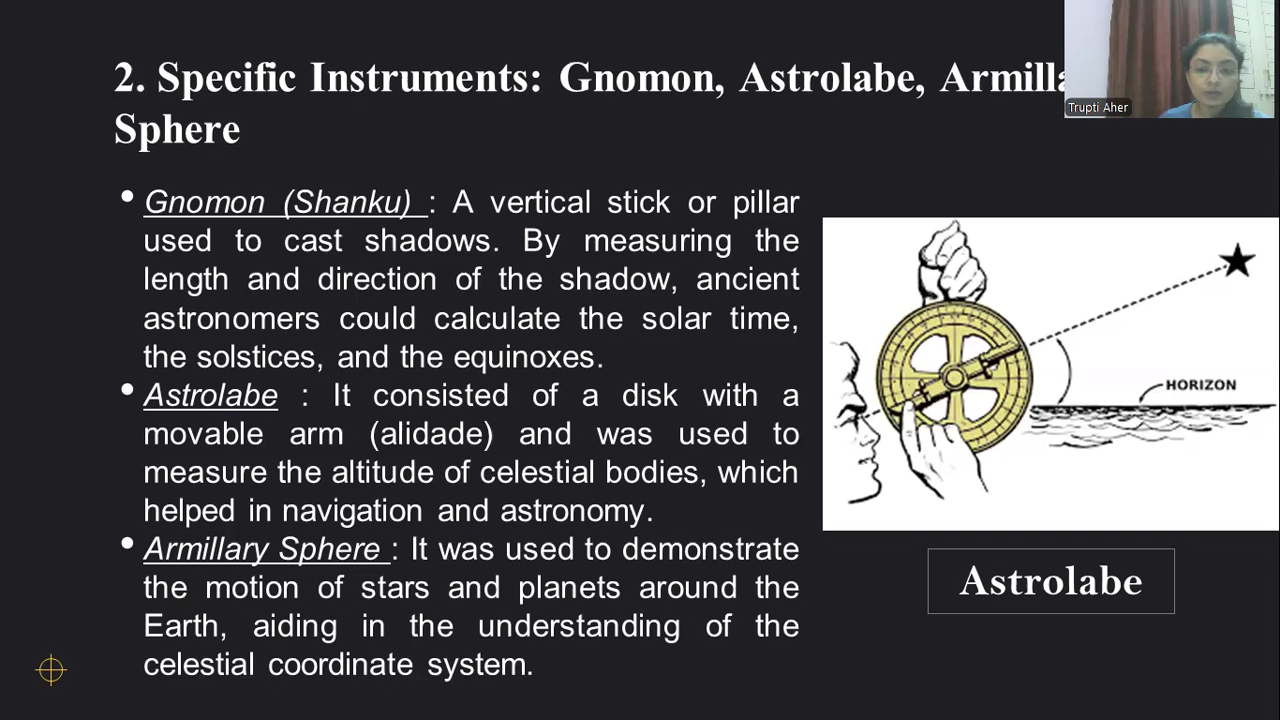 2. Specific Instruments: Gnomon, Astrolabe,
Sphere
Trupti Aher
• Gnomon (Shanku) : A vertical stick or pillar
used to cast shadows. By measuring the
length and direction of the shadow, ancient
astronomers could calculate the solar time,
the solstices, and the equinoxes.
• Astrolabe : It consisted of a disk with a
movable arm (alidade) and was used to
measure the altitude of celestial bodies, which
helped in navigation and astronomy.
• Armillary Sphere : It was used to demonstrate
the motion of stars and planets around the
Earth, aiding in the understanding of the
celestial coordinate system.
HORIZON
Astrolabe